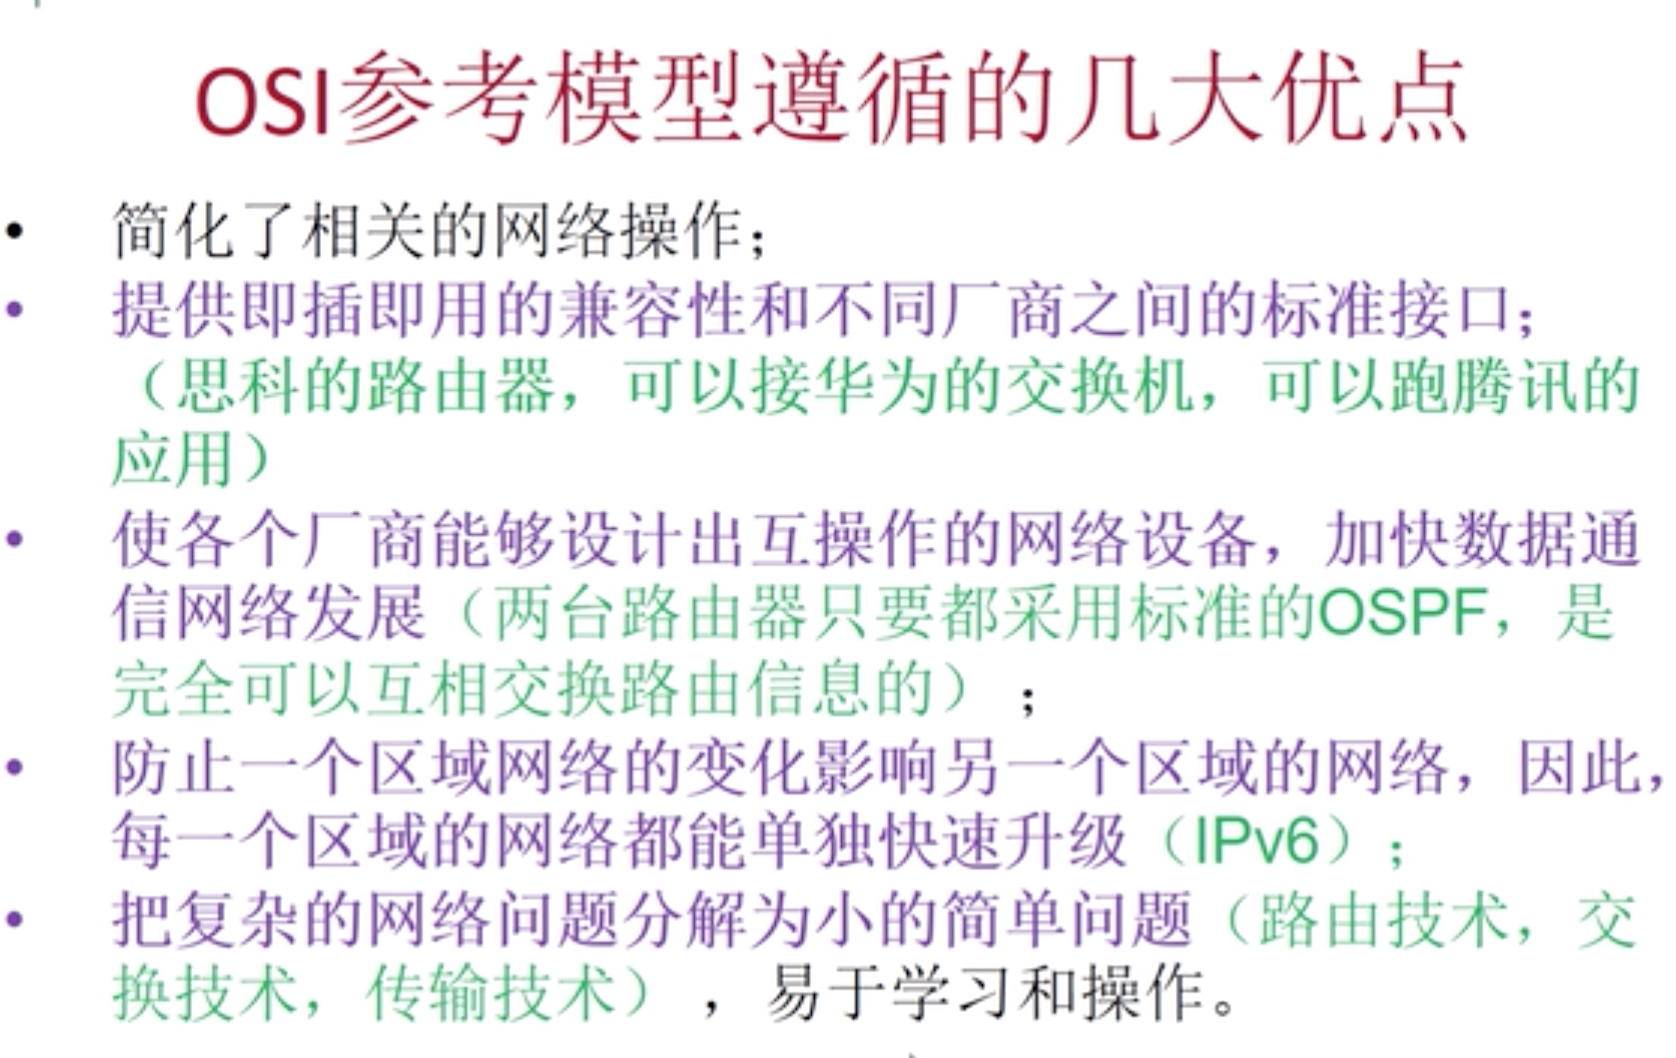 OSI参考模型遵循的几大优点
• 简化了相关的网络操作；
• 提供即插即用的兼容性和不同厂商之间的标准接口；
（思科的路由器，可以接华为的交换机，可以跑腾讯的
应用）
• 使各个厂商能够设计出互操作的网络设备，加快数据通
信网络发展（两台路由器只要都采用标准的OSPF，是
完全可以互相交换路由信息的）；
• 防止一个区域网络的变化影响另一个区域的网络，因此，
每一个区域的网络都能单独快速升级（IPv6）；
• 把复杂的网络问题分解为小的简单问题（路由技术，交
换技术，传输技术），易于学习和操作。